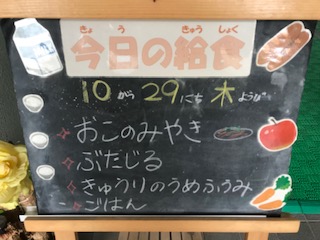 きょう きゅうしょく
今日の給食
10がつ29にち木ようび
おこのみやき
ぶたじる
きゅうりのうめふうみ
ごはん